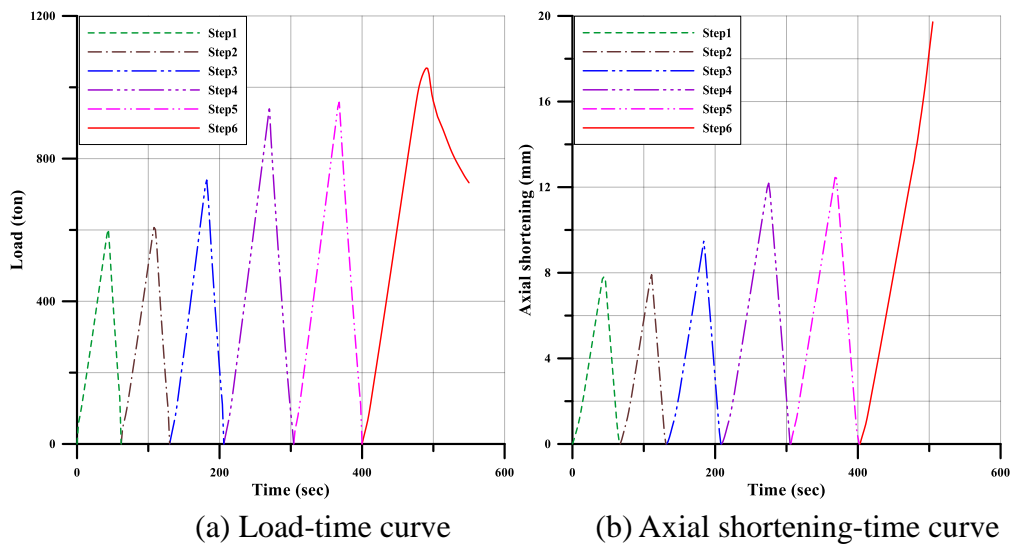 1200
800
400
0
Load (ton)
Step1
Step2
Step3
Step4
Step5
Step6
0
200
400
600
Time (sec)
(a) Load-time curve
20
16
12
8
4
0
Axial shortening (mm)
Step1
Step2
Step3
Step4
Step5
Step6
0
100
200
400
600
Time (sec)
(b) Axial shortening-time curve